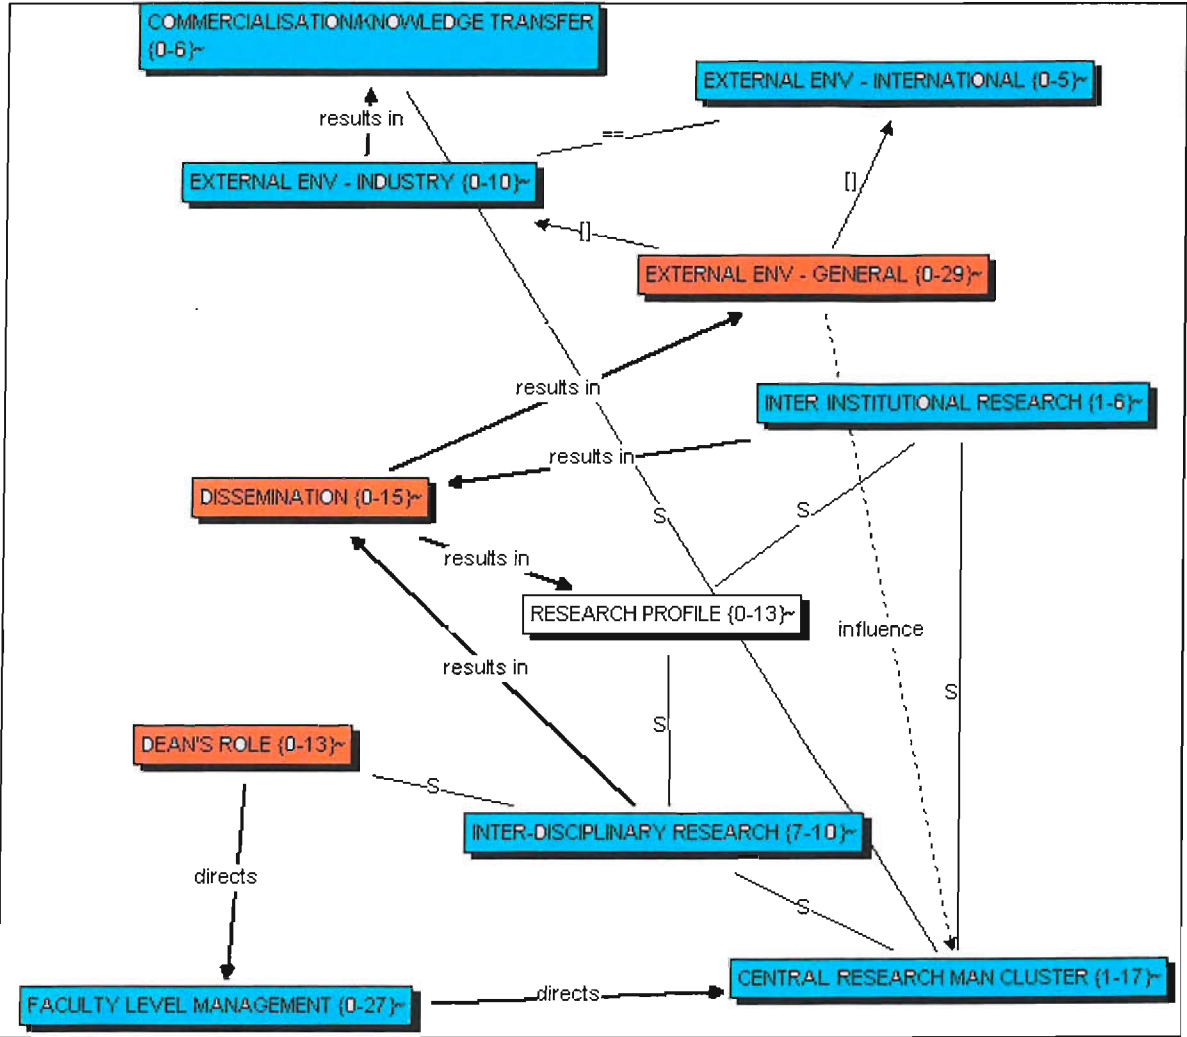 COMMERCIALISATION/KNOWLEDGE TRANSFER
{0-6}~
EXTERNAL ENV - INTERNATIONAL {0-5}~
results in
==
EXTERNAL ENV - INDUSTRY {0-10}~
[]
[]
EXTERNAL ENV - GENERAL {0-29}~
results in
INTER INSTITUTIONAL RESEARCH {1-6}~
results in
DISSEMINATION {0-15}~
S
S
results in
RESEARCH PROFILE {0-13}~
influence
results in
S
S
DEAN'S ROLE {0-13}~
S
INTER-DISCIPLINARY RESEARCH {7-10}~
directs
S
CENTRAL RESEARCH MAN CLUSTER {1-17}~
directs
FACULTY LEVEL MANAGEMENT {0-27}~